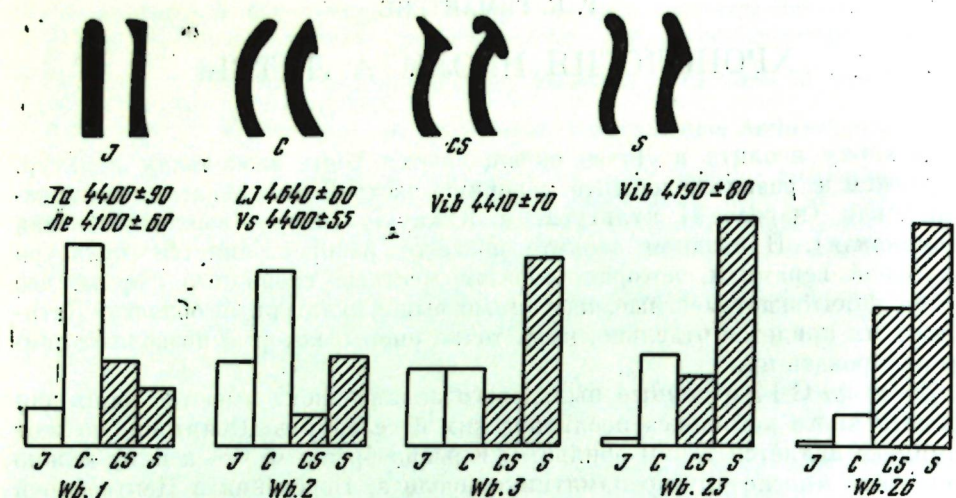 J C CS S
Ja 4400±90
Ле 4100±60
LJ 4640±60
Vs 4400±55
Vib 4410±70
Vib 4190±80
J C CS S J C CS S J C CS S J C CS S J C CS S
Wb.1 Wb.2 Wb.3 Wb.23 Wb.26